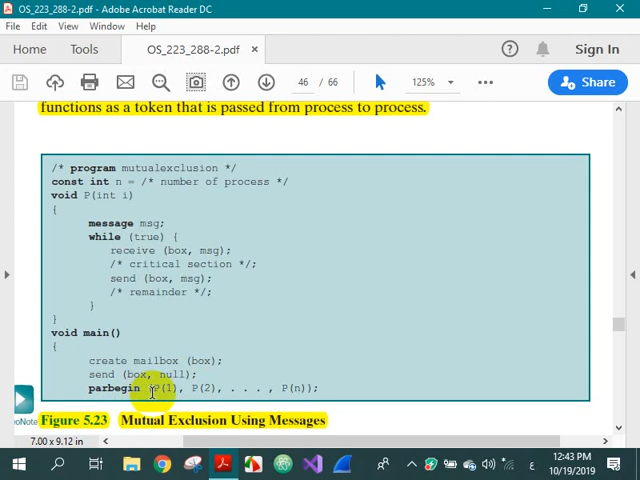 OS_223_288-2.pdf - Adobe Acrobat Reader DC
File Edit View Window Help
Home Tools OS_223_288-2.pdf × ? Sign In
46 / 66 125% Share
functions as a token that is passed from process to process.
/* program mutualexclusion */
const int n = /* number of process */
void P(int i)
{
message msg;
while (true) {
receive (box, msg);
/* critical section */;
send (box, msg);
/* remainder */;
}
}
void main()
{
create mailbox (box);
send (box, null);
parbegin (P(1), P(2), . . . , P(n));
Figure 5.23 Mutual Exclusion Using Messages
7.00 x 9.12 in
12:43 PM
10/19/2019